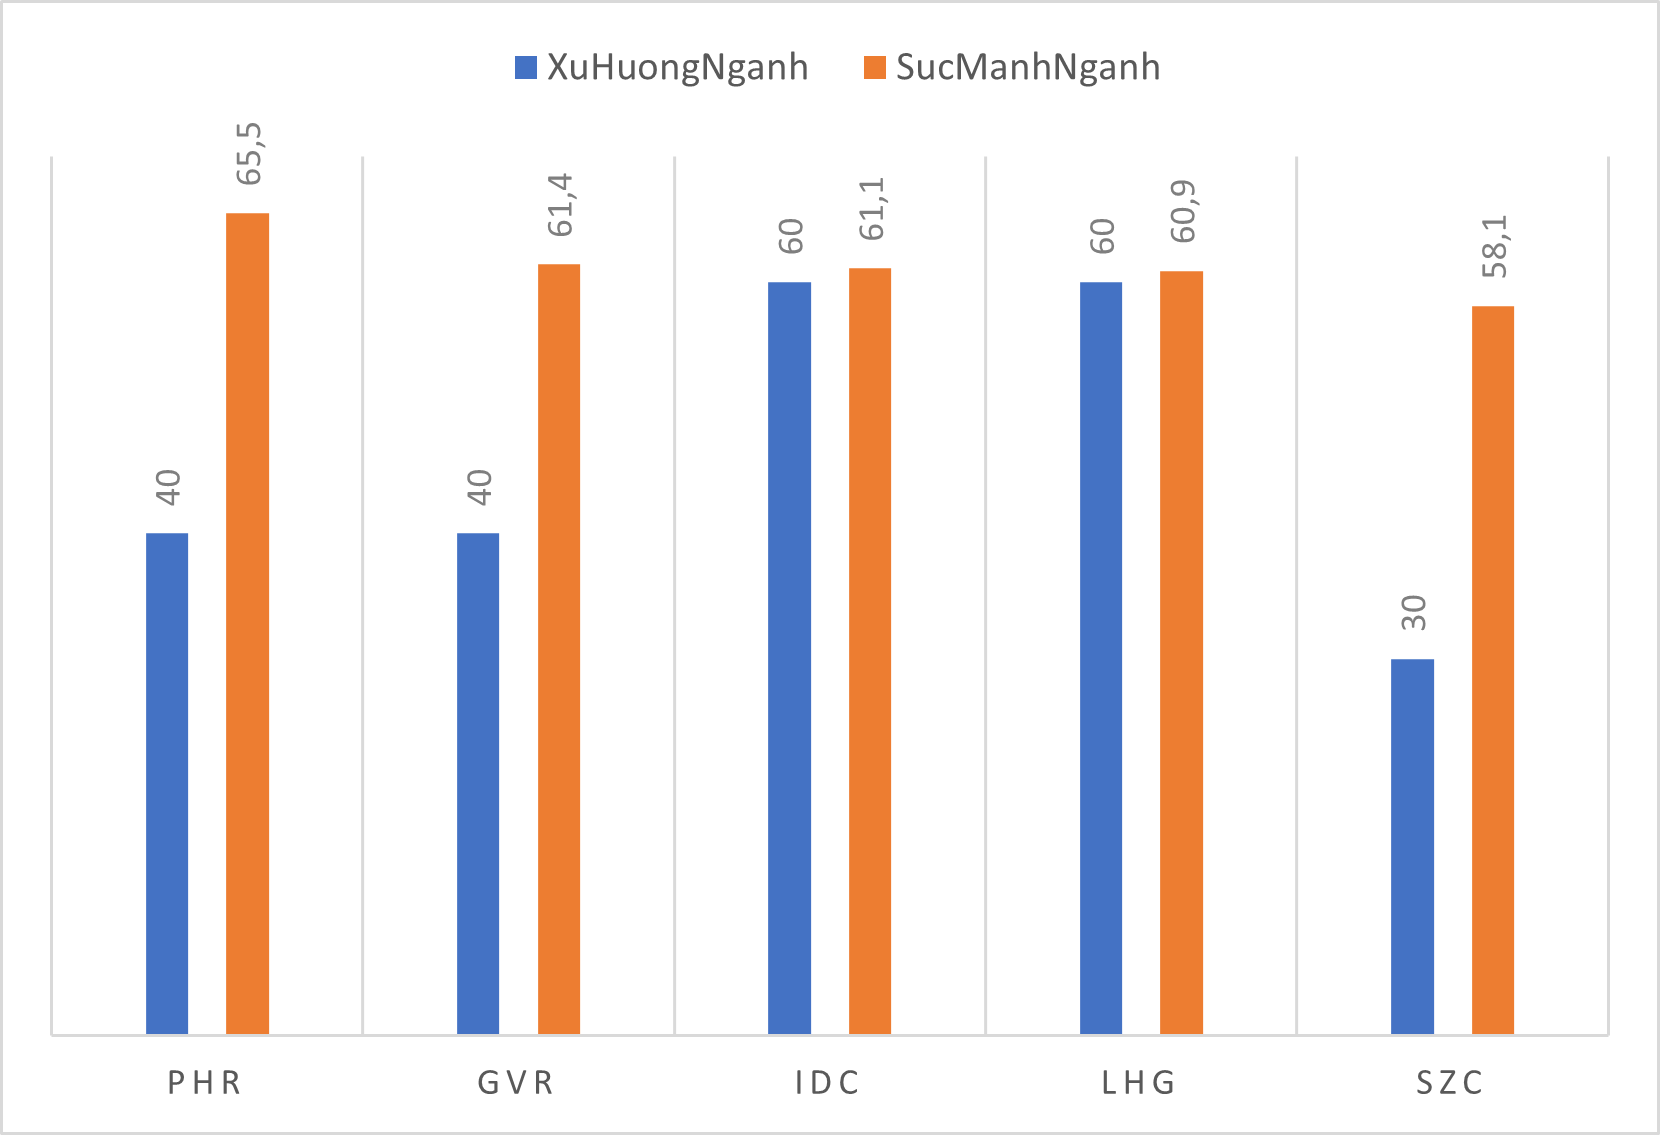 XuHuongNganh SucManhNganh
40 65,5 40 61,4 60 61,1 60 60,9 30 58,1
PHR GVR IDC LHG SZC